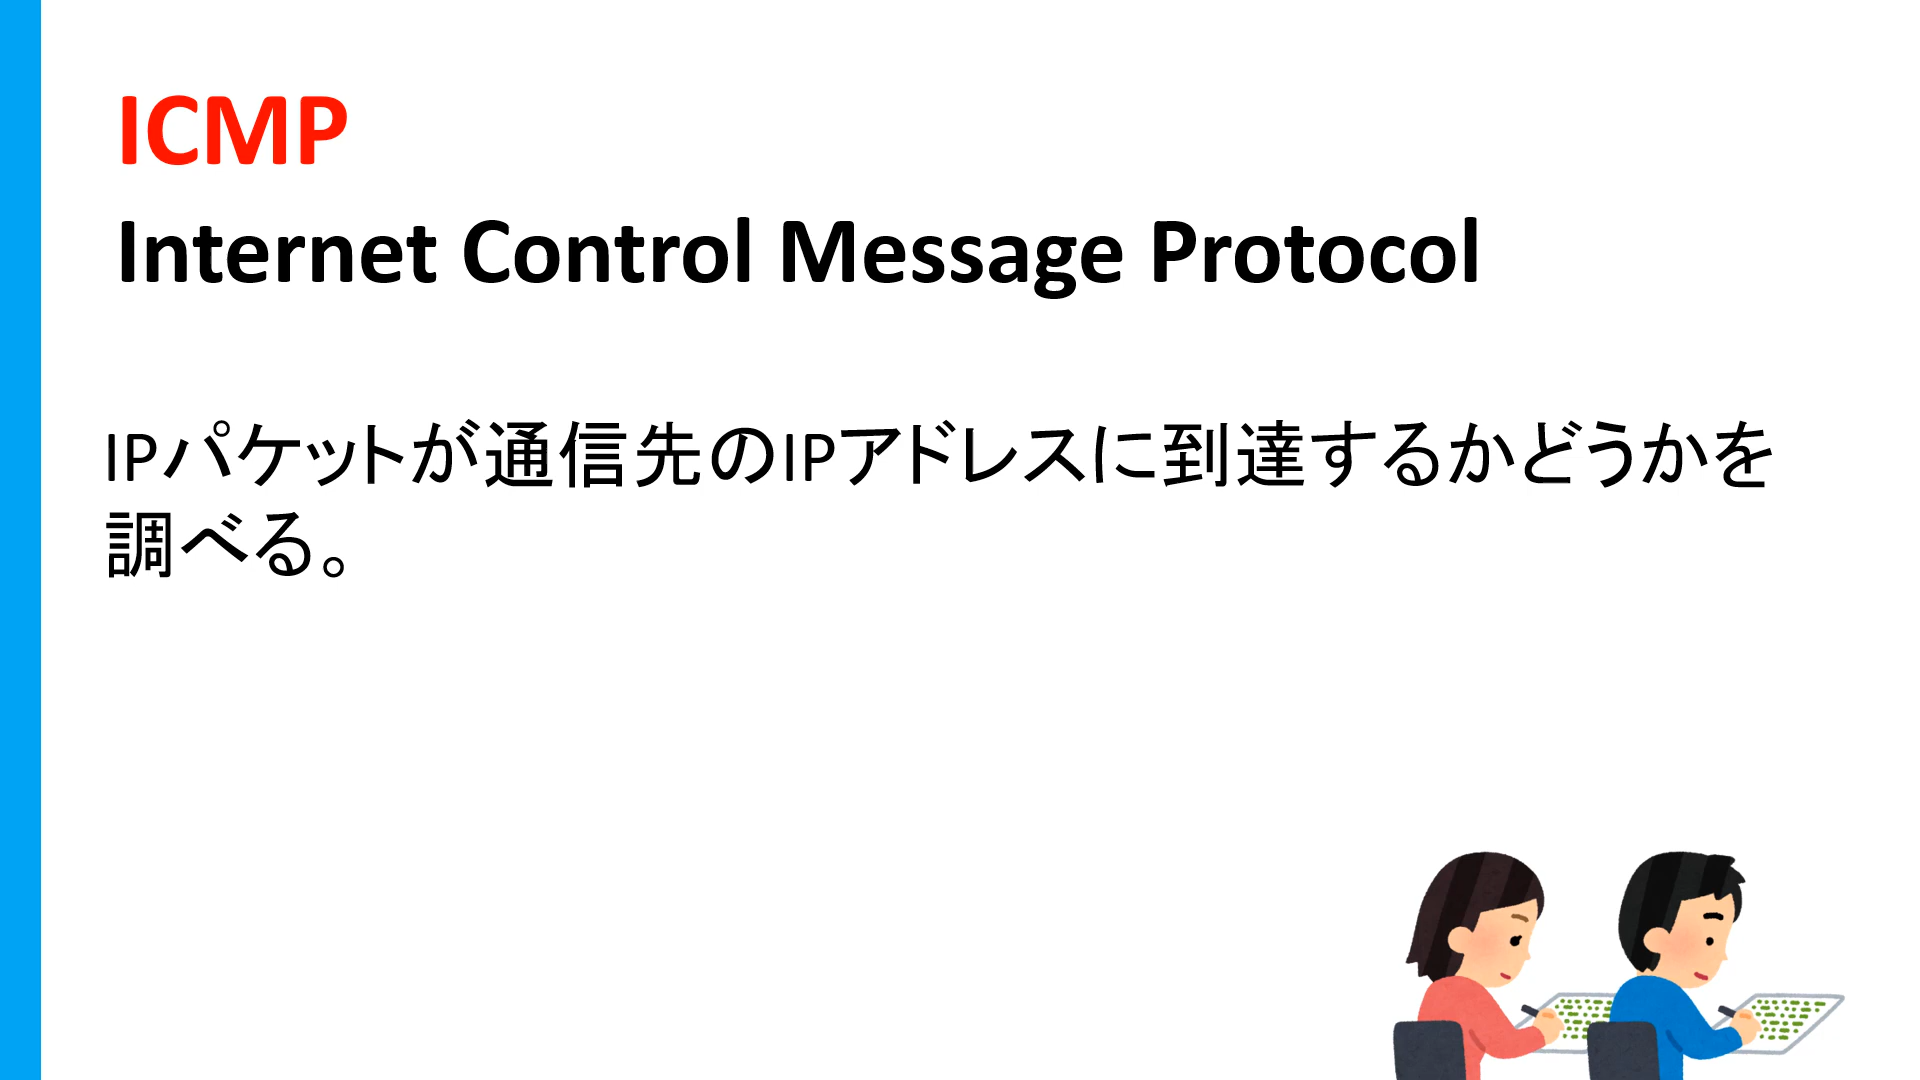 ICMP
Internet Control Message Protocol
IPパケットが通信先のIPアドレスに到達するかどうかを
調べる。